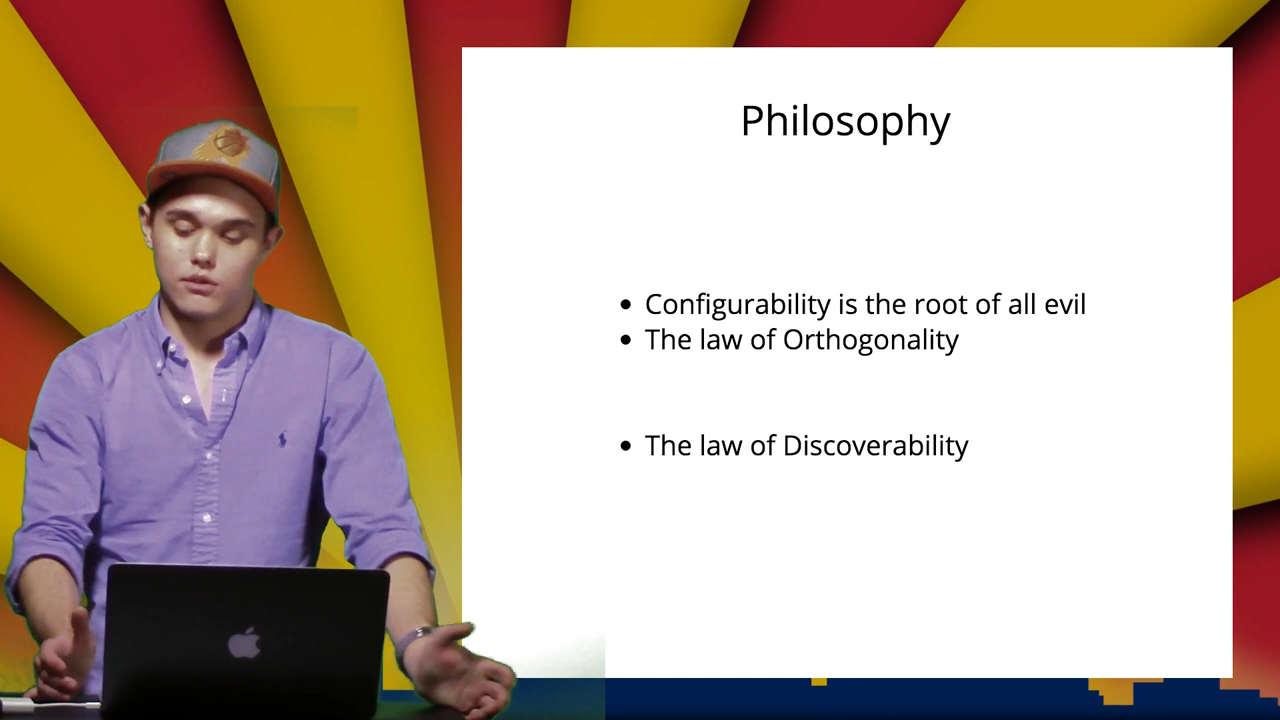 Philosophy
Configurability is the root of all evil
The law of Orthogonality
The law of Discoverability